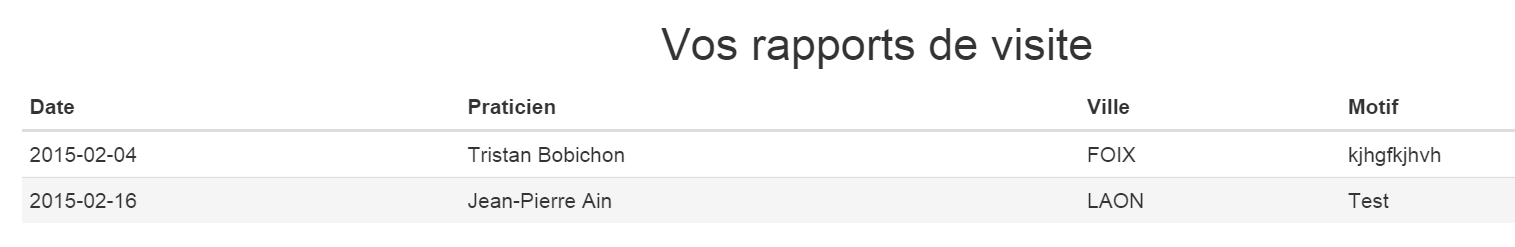 Vos rapports de visite
Date Praticien Ville Motif
2015-02-04 Tristan Bobichon FOIX kjhgfkjhvh
2015-02-16 Jean-Pierre Ain LAON Test